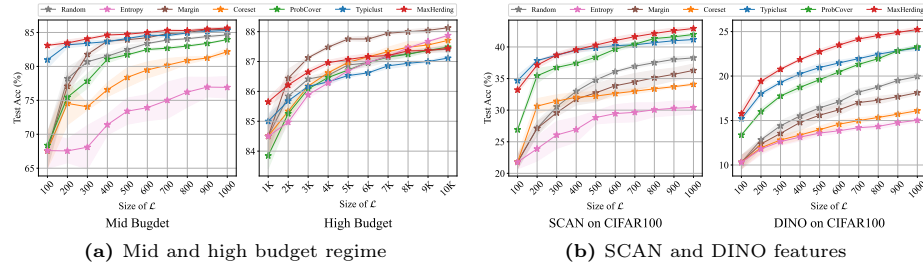 Random Entropy Margin Coreset ProbCover Typiclust MaxHerding
Random Entropy Margin Coreset ProbCover Typiclust MaxHerding
Test Acc (%)
85
80
75
70
65
100 200 300 400 500 600 700 800 900 1000
Size of ℒ
Mid Bugdet
88
87
86
85
84
1K 2K 3K 4K 5K 6K 7K 8K 9K 10K
Size of ℒ
High Budget
Test Acc (%)
40
30
20
100 200 300 400 500 600 700 800 900 1000
Size of ℒ
SCAN on CIFAR100
25
20
15
10
100 200 300 400 500 600 700 800 900 1000
Size of ℒ
DINO on CIFAR100
(a) Mid and high budget regime
(b) SCAN and DINO features